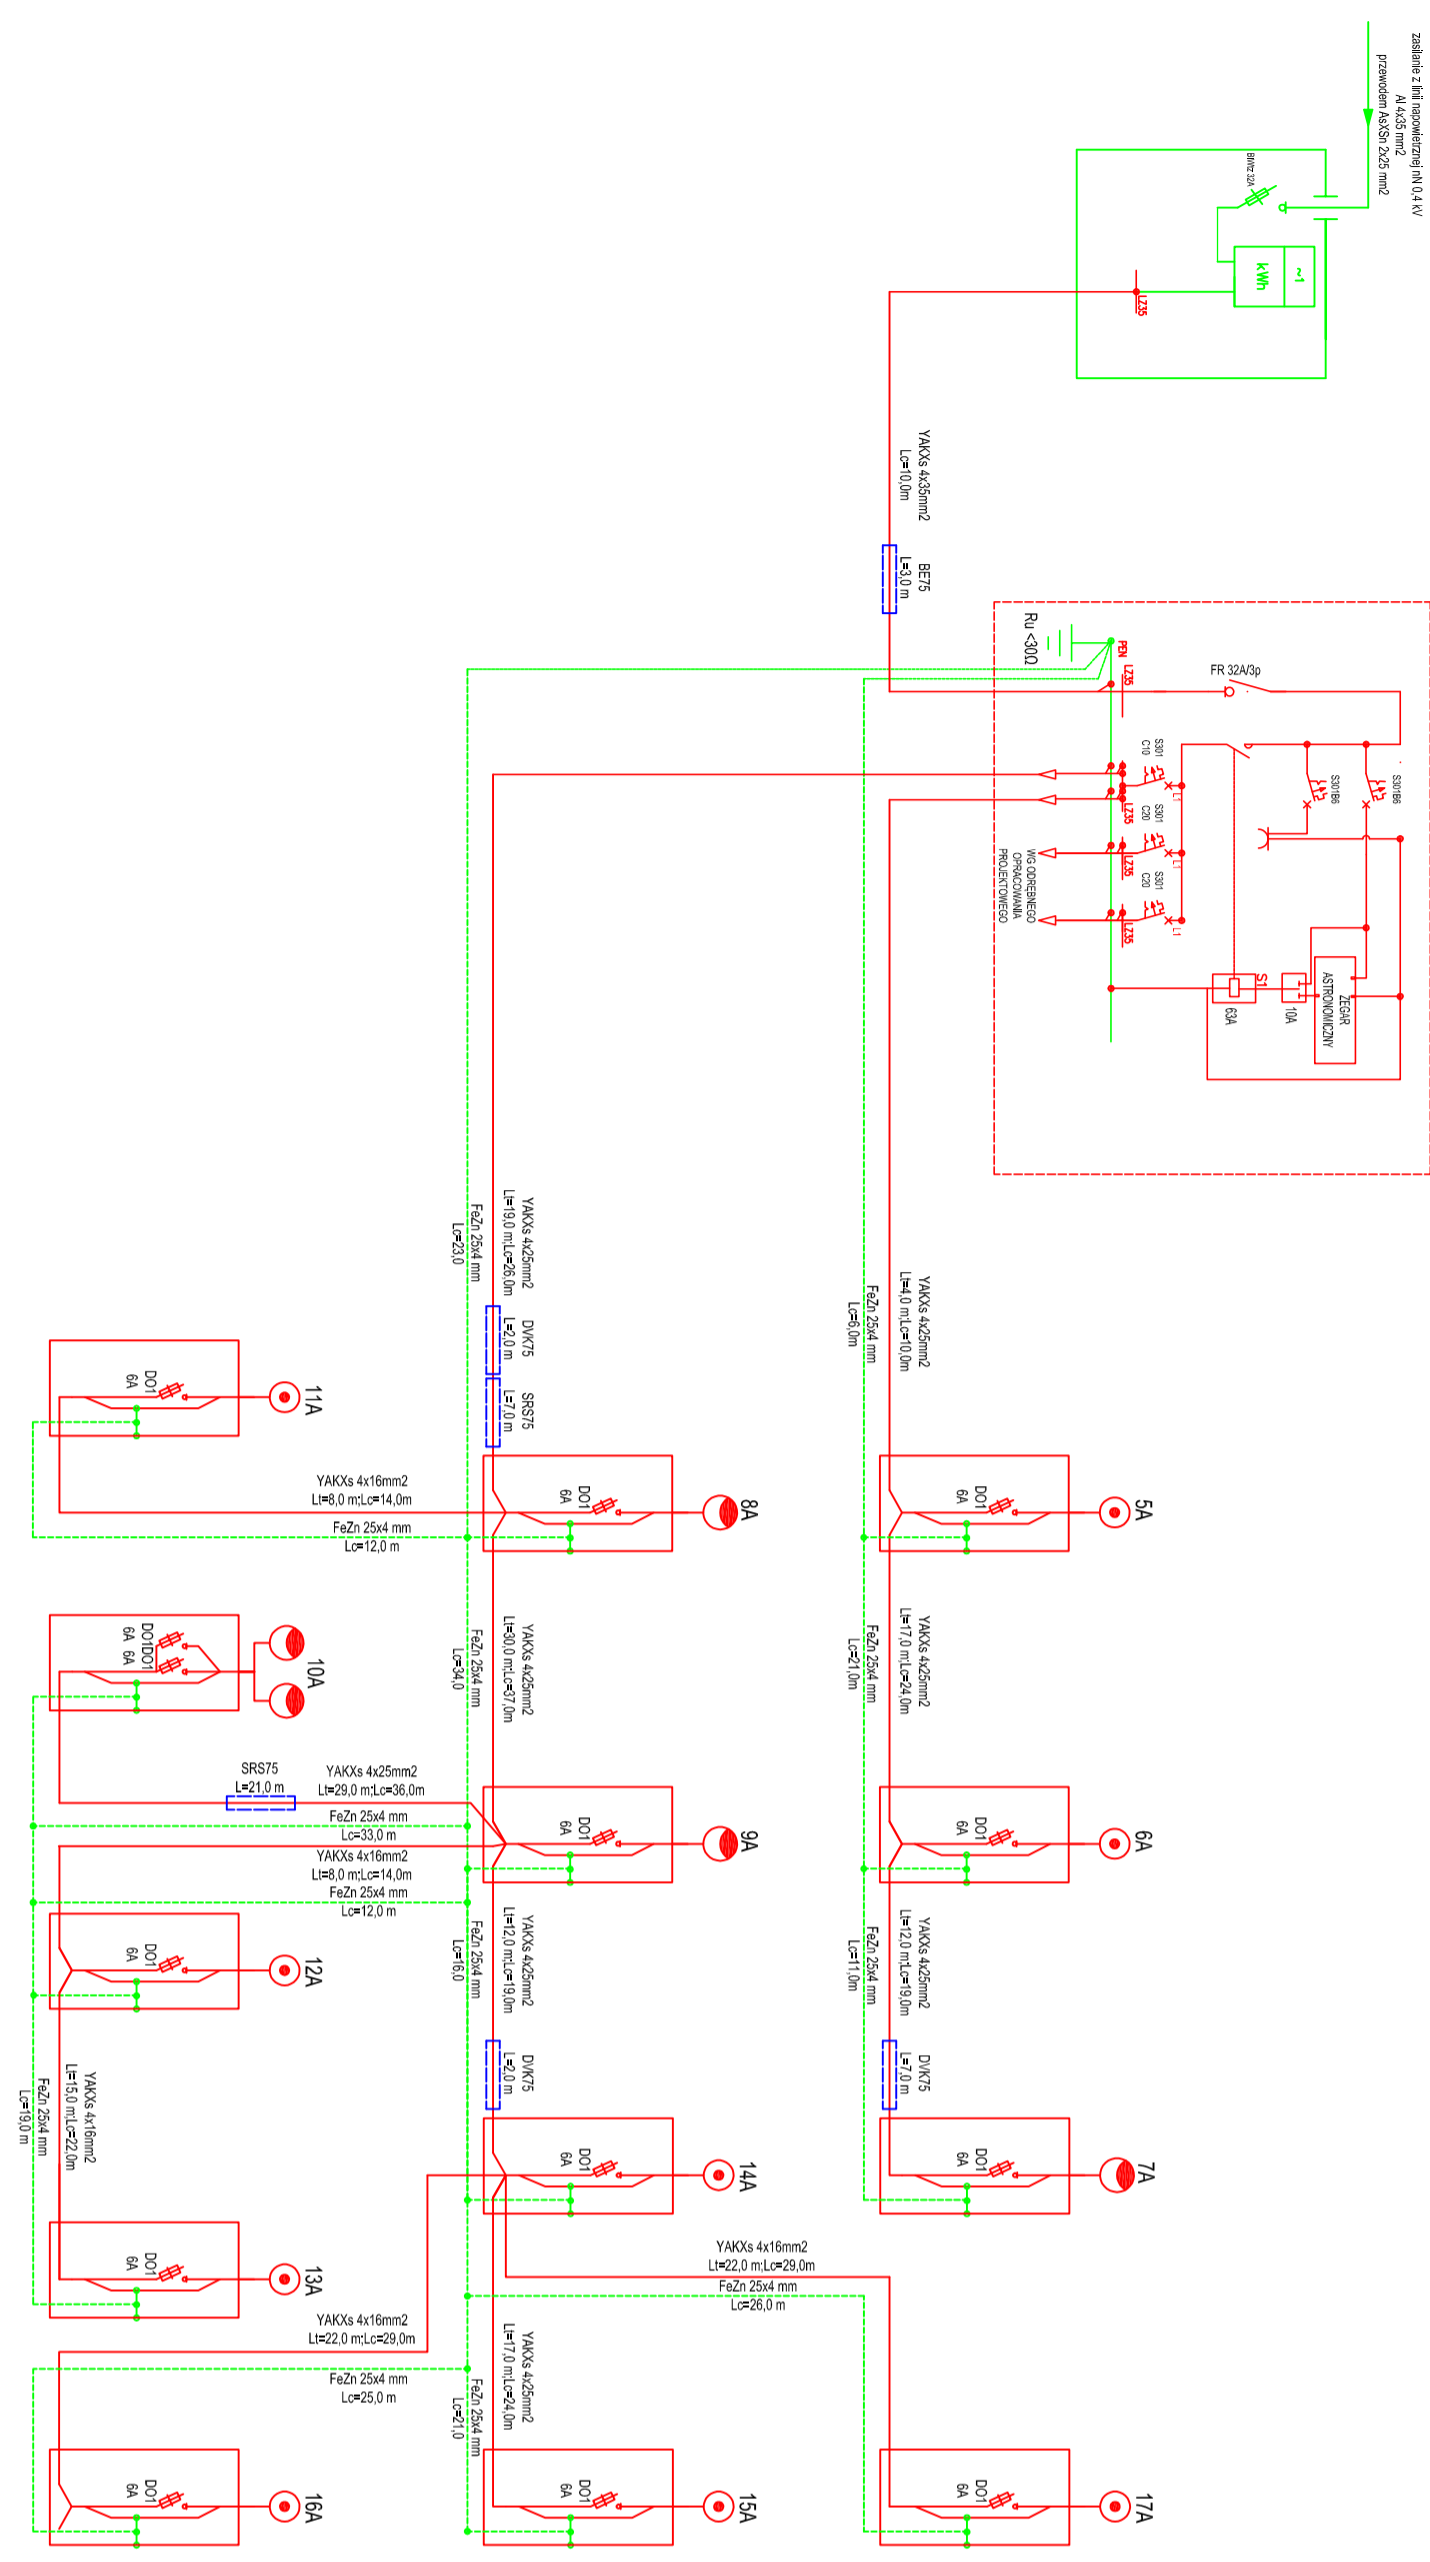 zasilanie z linii napowietrznej nN 0,4 kV
Al 4x35 mm2
przewodem AsXSn 2x25 mm2
~1
kWh
LZ35
YAKXs 4x35mm2
Lc=10,0m
BE75
L=3,0 m
Ru <30Ω
PEN
LZ35
FR 32A/3p
S301B6
S301B6
S301
C10
L1
LZ35
S301
C20
L1
LZ35
S301
C20
L1
LZ35
WG ODRĘBNEGO
OPRACOWANIA
PROJEKTOWEGO
ZEGAR
ASTRONOMICZNY
10A
S1
63A
YAKXs 4x25mm2
Lt=4,0 m;Lc=10,0m
FeZn 25x4 mm
Lc=6,0m
5A
DO1
6A
YAKXs 4x25mm2
Lt=17,0 m;Lc=24,0m
FeZn 25x4 mm
Lc=21,0m
6A
DO1
6A
YAKXs 4x25mm2
Lt=12,0 m;Lc=19,0m
FeZn 25x4 mm
Lc=11,0m
DVK75
L=7,0 m
7A
DO1
6A
YAKXs 4x25mm2
Lt=19,0 m;Lc=26,0m
FeZn 25x4 mm
Lc=23,0
DVK75
L=2,0 m
SRS75
L=7,0 m
8A
DO1
6A
YAKXs 4x16mm2
Lt=8,0 m;Lc=14,0m
FeZn 25x4 mm
Lc=12,0 m
11A
DO1
6A
YAKXs 4x25mm2
Lt=30,0 m;Lc=37,0m
FeZn 25x4 mm
Lc=34,0
9A
DO1
6A
10A
DO1DO1
6A 6A
SRS75
L=21,0 m
YAKXs 4x25mm2
Lt=29,0 m;Lc=36,0m
FeZn 25x4 mm
Lc=33,0 m
YAKXs 4x16mm2
Lt=8,0 m;Lc=14,0m
FeZn 25x4 mm
Lc=12,0 m
12A
DO1
6A
YAKXs 4x16mm2
Lt=15,0 m;Lc=22,0m
FeZn 25x4 mm
Lc=19,0 m
13A
DO1
6A
YAKXs 4x25mm2
Lt=12,0 m;Lc=19,0m
FeZn 25x4 mm
Lc=16,0
DVK75
L=2,0 m
14A
DO1
6A
YAKXs 4x16mm2
Lt=22,0 m;Lc=29,0m
FeZn 25x4 mm
Lc=26,0 m
17A
DO1
6A
YAKXs 4x25mm2
Lt=17,0 m;Lc=24,0m
FeZn 25x4 mm
Lc=21,0
15A
DO1
6A
YAKXs 4x16mm2
Lt=22,0 m;Lc=29,0m
FeZn 25x4 mm
Lc=25,0 m
16A
DO1
6A